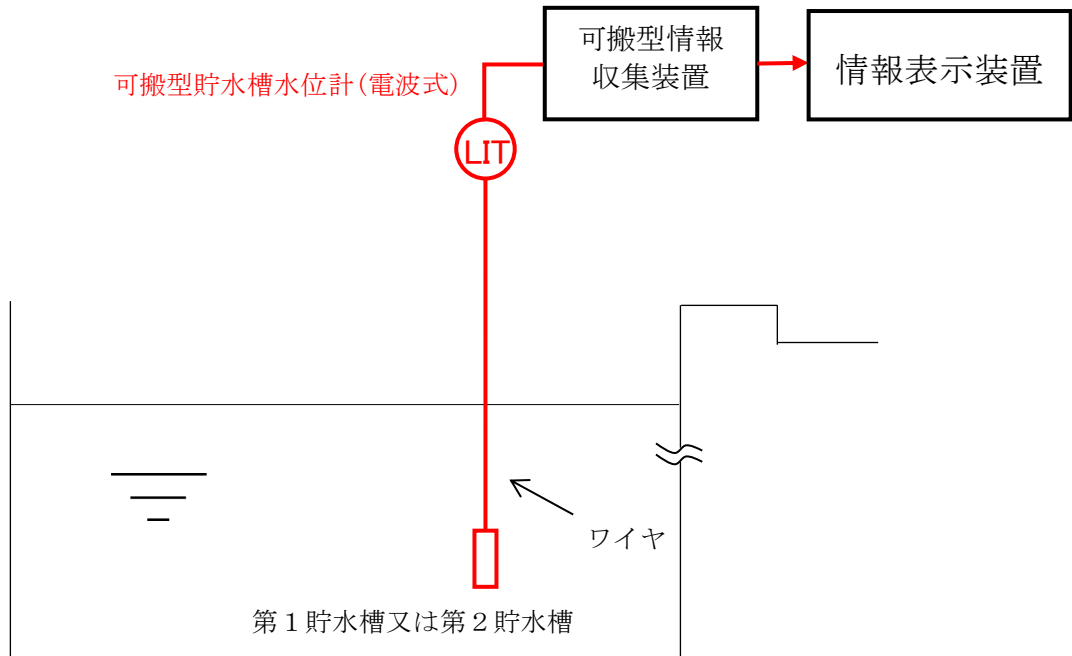 可搬型情報
収集装置
情報表示装置
可搬型貯水槽水位計(電波式)
LIT
ワイヤ
第１貯水槽又は第２貯水槽